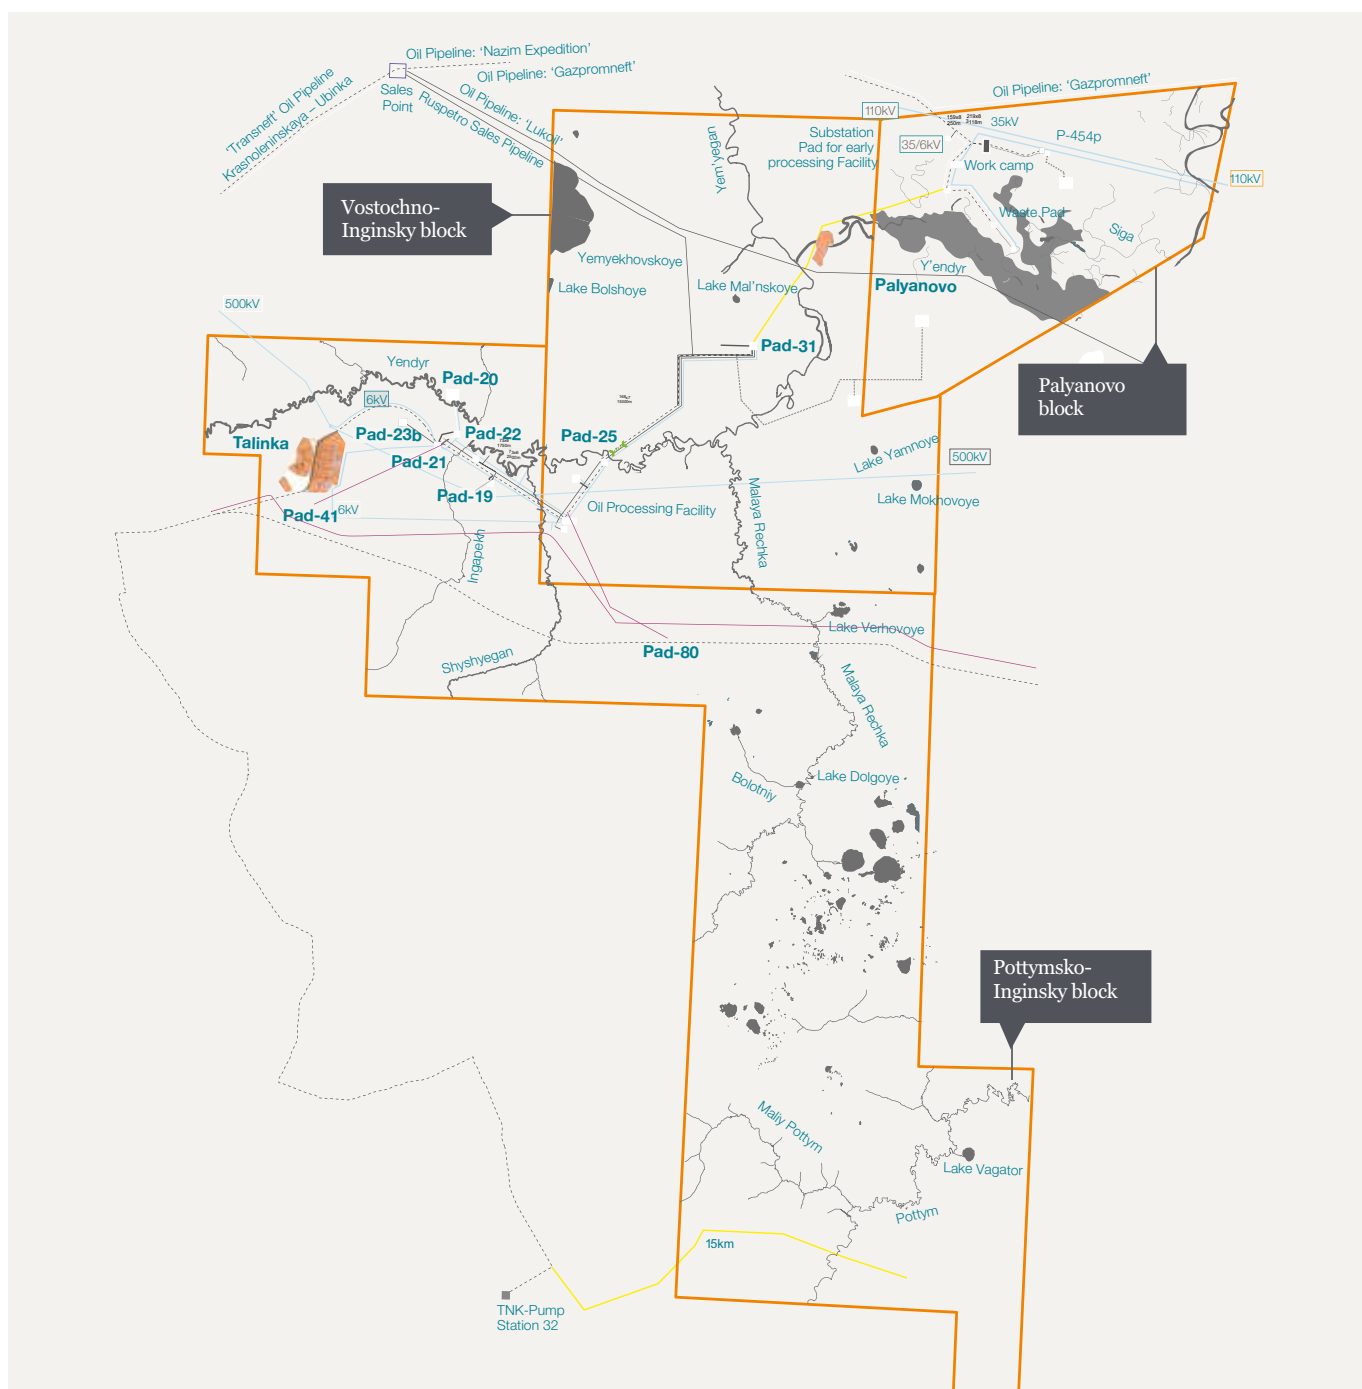 Oil Pipeline: ‘Nazim Expedition’
Oil Pipeline: ‘Gazpromneft’
‘Transneft’ Oil Pipeline
Krasnoleninskaya – Ubinka
Sales
Point
Oil Pipeline: ‘Lukoil’
Ruspetro Sales Pipeline
Oil Pipeline: ‘Gazpromneft’
110kV
159x8
250m
219x8
2118m
35kV
P-454p
Substation
Pad for early
processing Facility
35/6kV
Work camp
110kV
Yem’yegan
Vostochno-
Inginsky block
Waste Pad
Siga
Yemyekhovskoye
Y’endyr
Lake Bolshoye
Lake Mal’nskoye
Palyanovo
500kV
Pad-31
Yendyr
Pad-20
Palyanovo
block
6kV
Talinka
Pad-23b
Pad-22
Pad-25
Pad-21
Lake Yamnoye
500kV
Pad-19
Lake Mokhovoye
Malaya Rechka
Pad-41
6kV
Oil Processing Facility
Ingapekh
Lake Verhovoye
Pad-80
Shyshyegan
Malaya Rechka
Bolotniy
Lake Dolgoye
Pottymsko-
Inginsky block
Maliy Pottym
Lake Vagator
Pottym
15km
TNK-Pump
Station 32